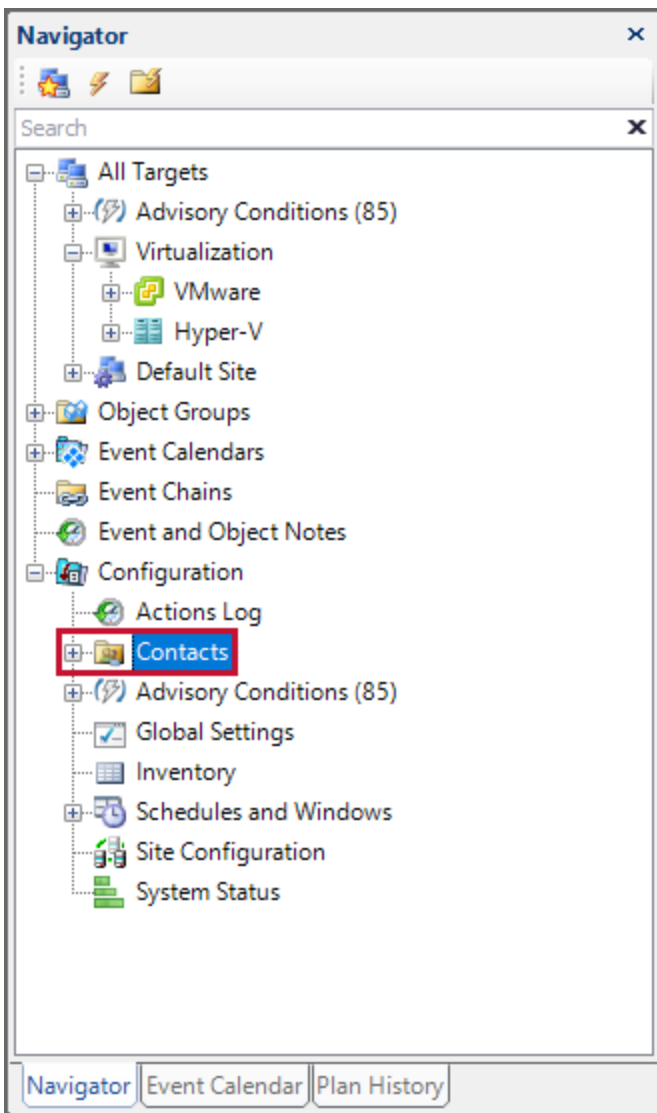 Navigator
Search
All Targets
Advisory Conditions (85)
Virtualization
VMware
Hyper-V
Default Site
Object Groups
Event Calendars
Event Chains
Event and Object Notes
Configuration
Actions Log
Contacts
Advisory Conditions (85)
Global Settings
Inventory
Schedules and Windows
Site Configuration
System Status
Navigator Event Calendar Plan History